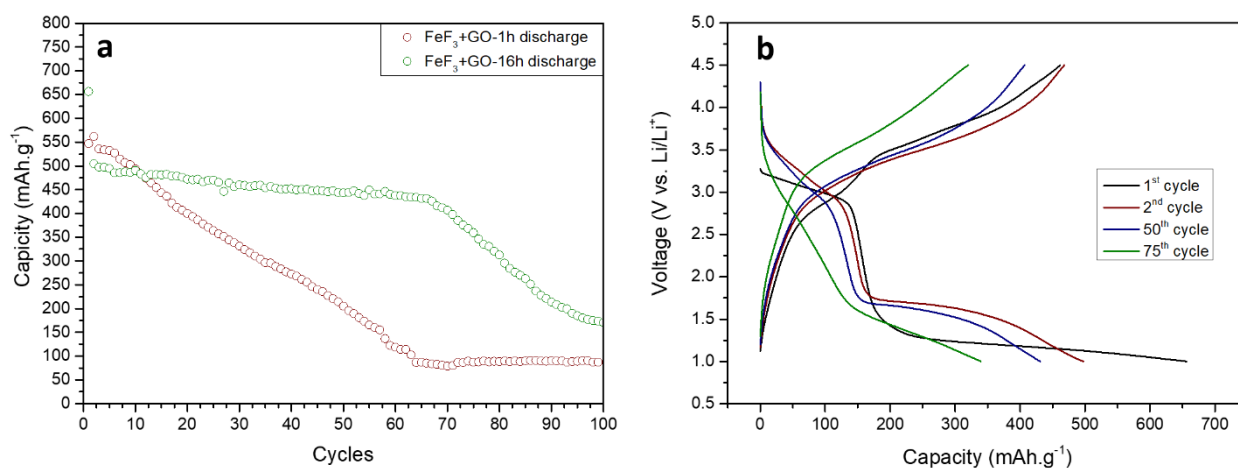 a
FeF₃+GO-1h discharge
FeF₃+GO-16h discharge
Capicity (mAh.g⁻¹)
800
750
700
650
600
550
500
450
400
350
300
250
200
150
100
50
0
0 10 20 30 40 50 60 70 80 90 100
Cycles
b
Voltage (V vs. Li/Li⁺)
5.0
4.5
4.0
3.5
3.0
2.5
2.0
1.5
1.0
0.5
1ˢᵗ cycle
2ⁿᵈ cycle
50ᵗʰ cycle
75ᵗʰ cycle
0 100 200 300 400 500 600 700
Capacity (mAh.g⁻¹)